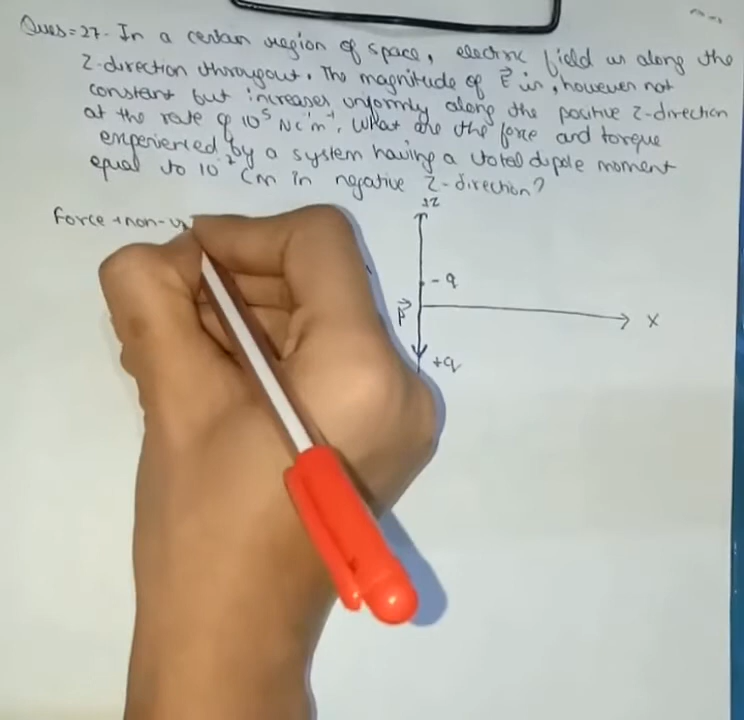 Ques=27- In a certain region of space, electric field is along the
Z-direction througout. The magnitude of E is, however not
constant but increases uniformly along the positive Z-direction
at the rate of 10⁵ NC⁻¹m⁻¹. What are the force and torque
experienced by a system having a total dipole moment
equal to 10⁻² Cm in negative Z-direction?
Force non-
Z
-q
P
X
+q